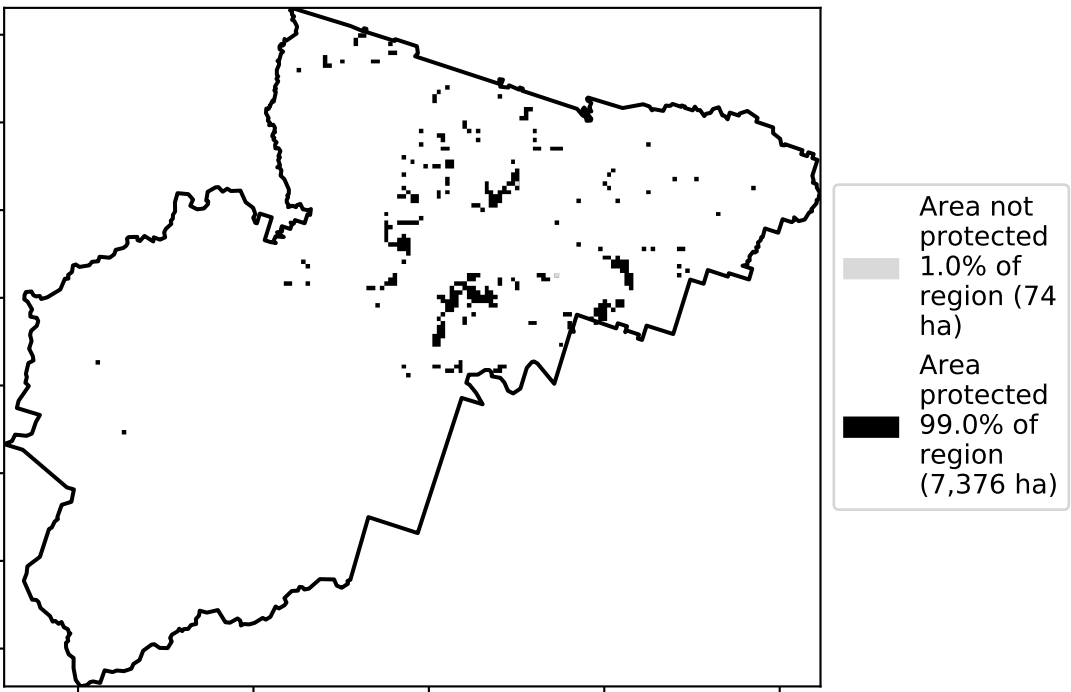 Area not
protected
1.0% of
region (74
ha)
Area
protected
99.0% of
region
(7,376 ha)